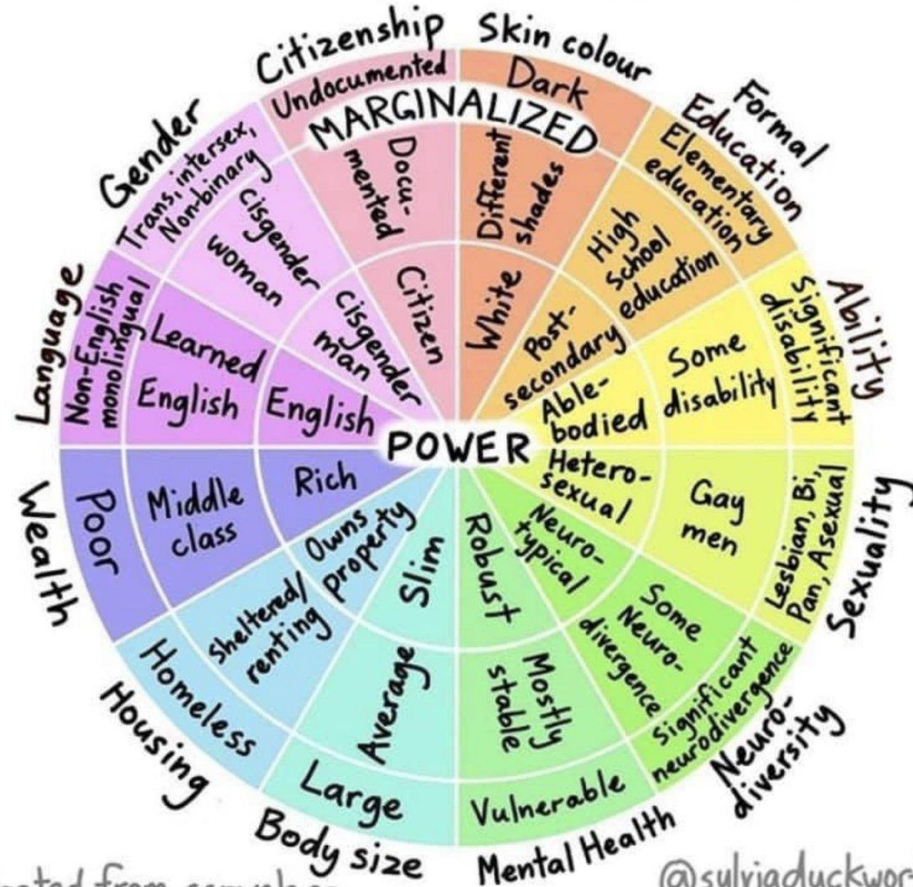 Citizenship
Undocumented
Docu-
mented
Citizen
Skin colour
Dark
Different
shades
White
Formal
Education
Elementary
education
High
School
education
Post-
secondary
Ability
Significant
disability
Some
disability
Able-
bodied
Sexuality
Lesbian, Bi,
Pan, Asexual
Gay
men
Hetero-
sexual
Neuro-
diversity
Significant
neurodivergence
Some
Neuro-
divergence
Neuro-
typical
Mental Health
Vulnerable
Mostly
stable
Robust
Body size
Large
Average
Slim
Housing
Homeless
Sheltered/
renting
Owns
property
Wealth
Poor
Middle
class
Rich
Language
Non-English
monolingual
Learned
English
English
Gender
Trans, intersex,
Non-binary
Cisgender
woman
cisgender
man
MARGINALIZED
POWER
@sylviaduckwor